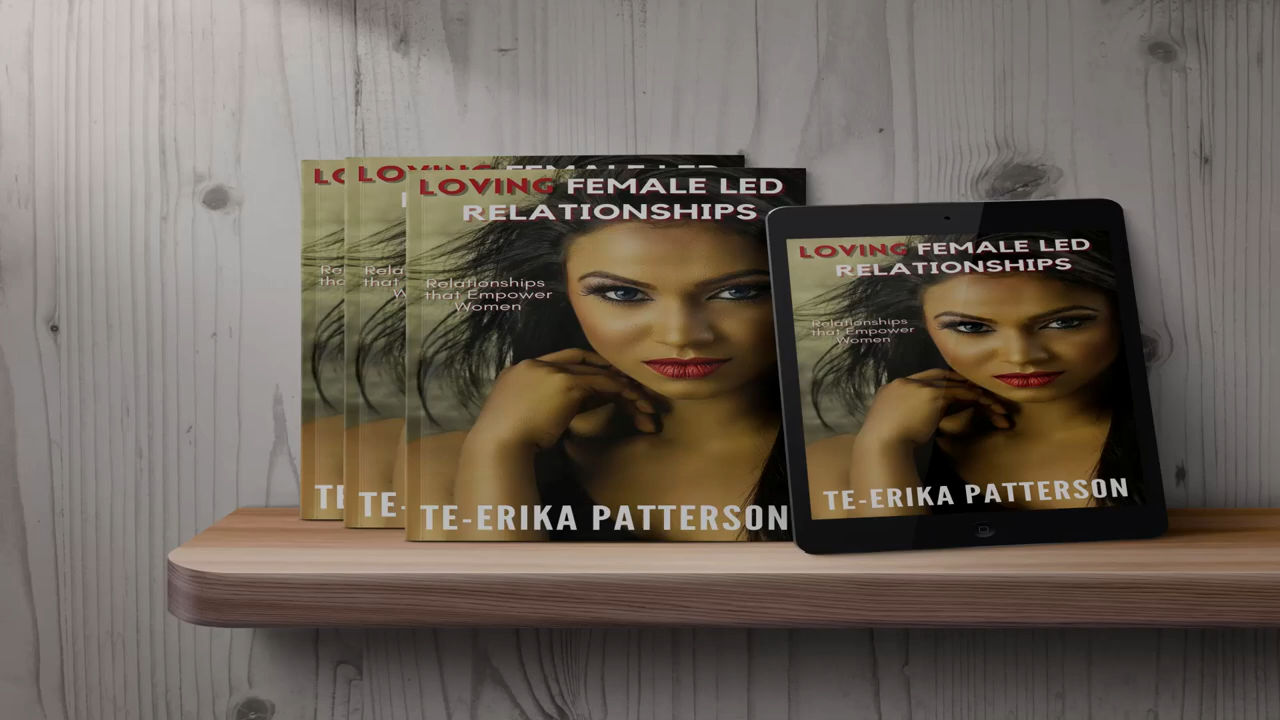 LOVING FEMALE LED
RELATIONSHIPS
Relationships
that Empower
Women
TE-ERIKA PATTERSON
LOVING FEMALE LED
RELATIONSHIPS
Relationships
that Empower
Women
TE-ERIKA PATTERSON